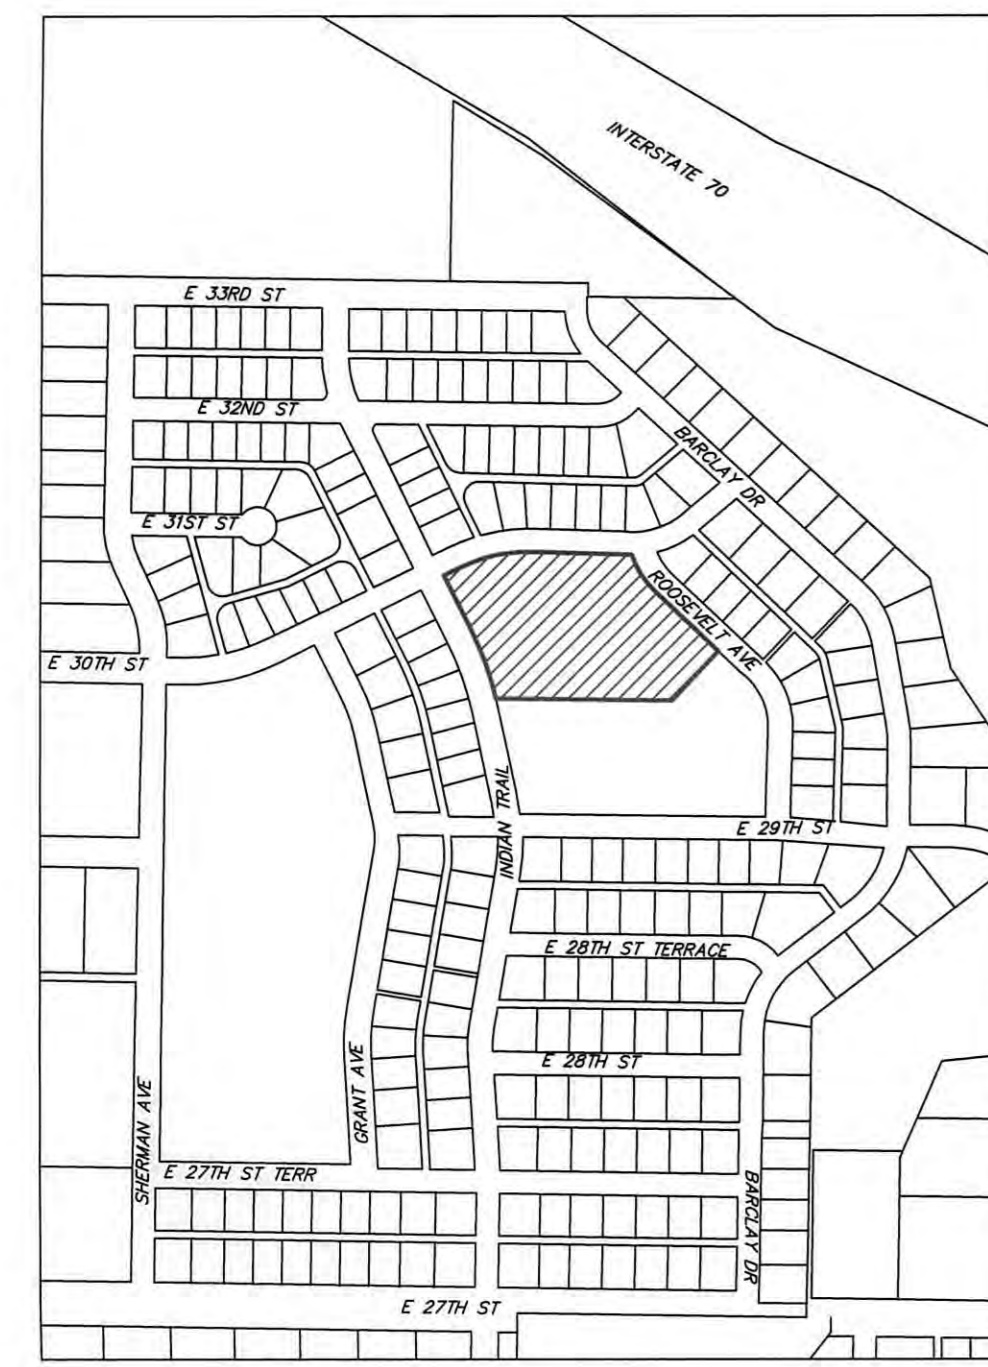 INTERSTATE 70
E 33RD ST
E 32ND ST
BARCLAY DR
E 31ST ST
ROOSEVELT AVE
E 30TH ST
INDIAN TRAIL
E 29TH ST
E 28TH ST TERRACE
E 28TH ST
GRANT AVE
SHERMAN AVE
E 27TH ST TERR
BARCLAY DR
E 27TH ST